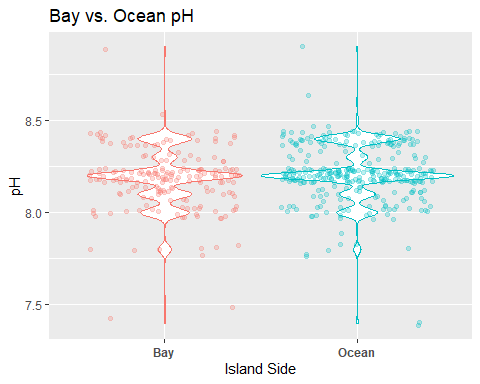 Bay vs. Ocean pH
8.5
8.0
7.5
pH
Bay Ocean
Island Side